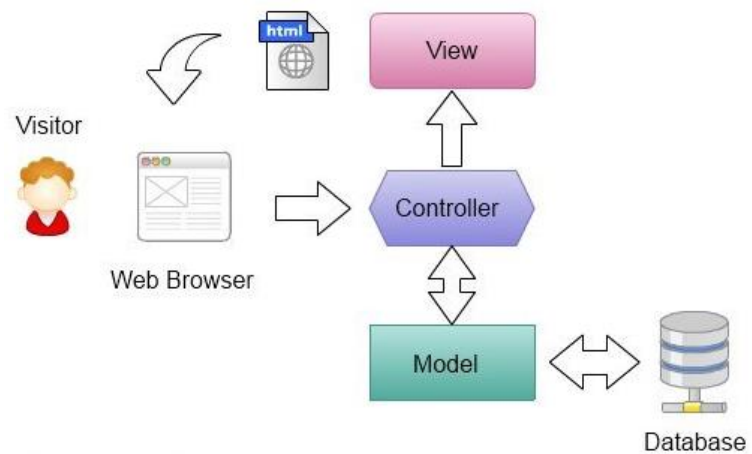 html
View
Visitor
Controller
Web Browser
Model
Database